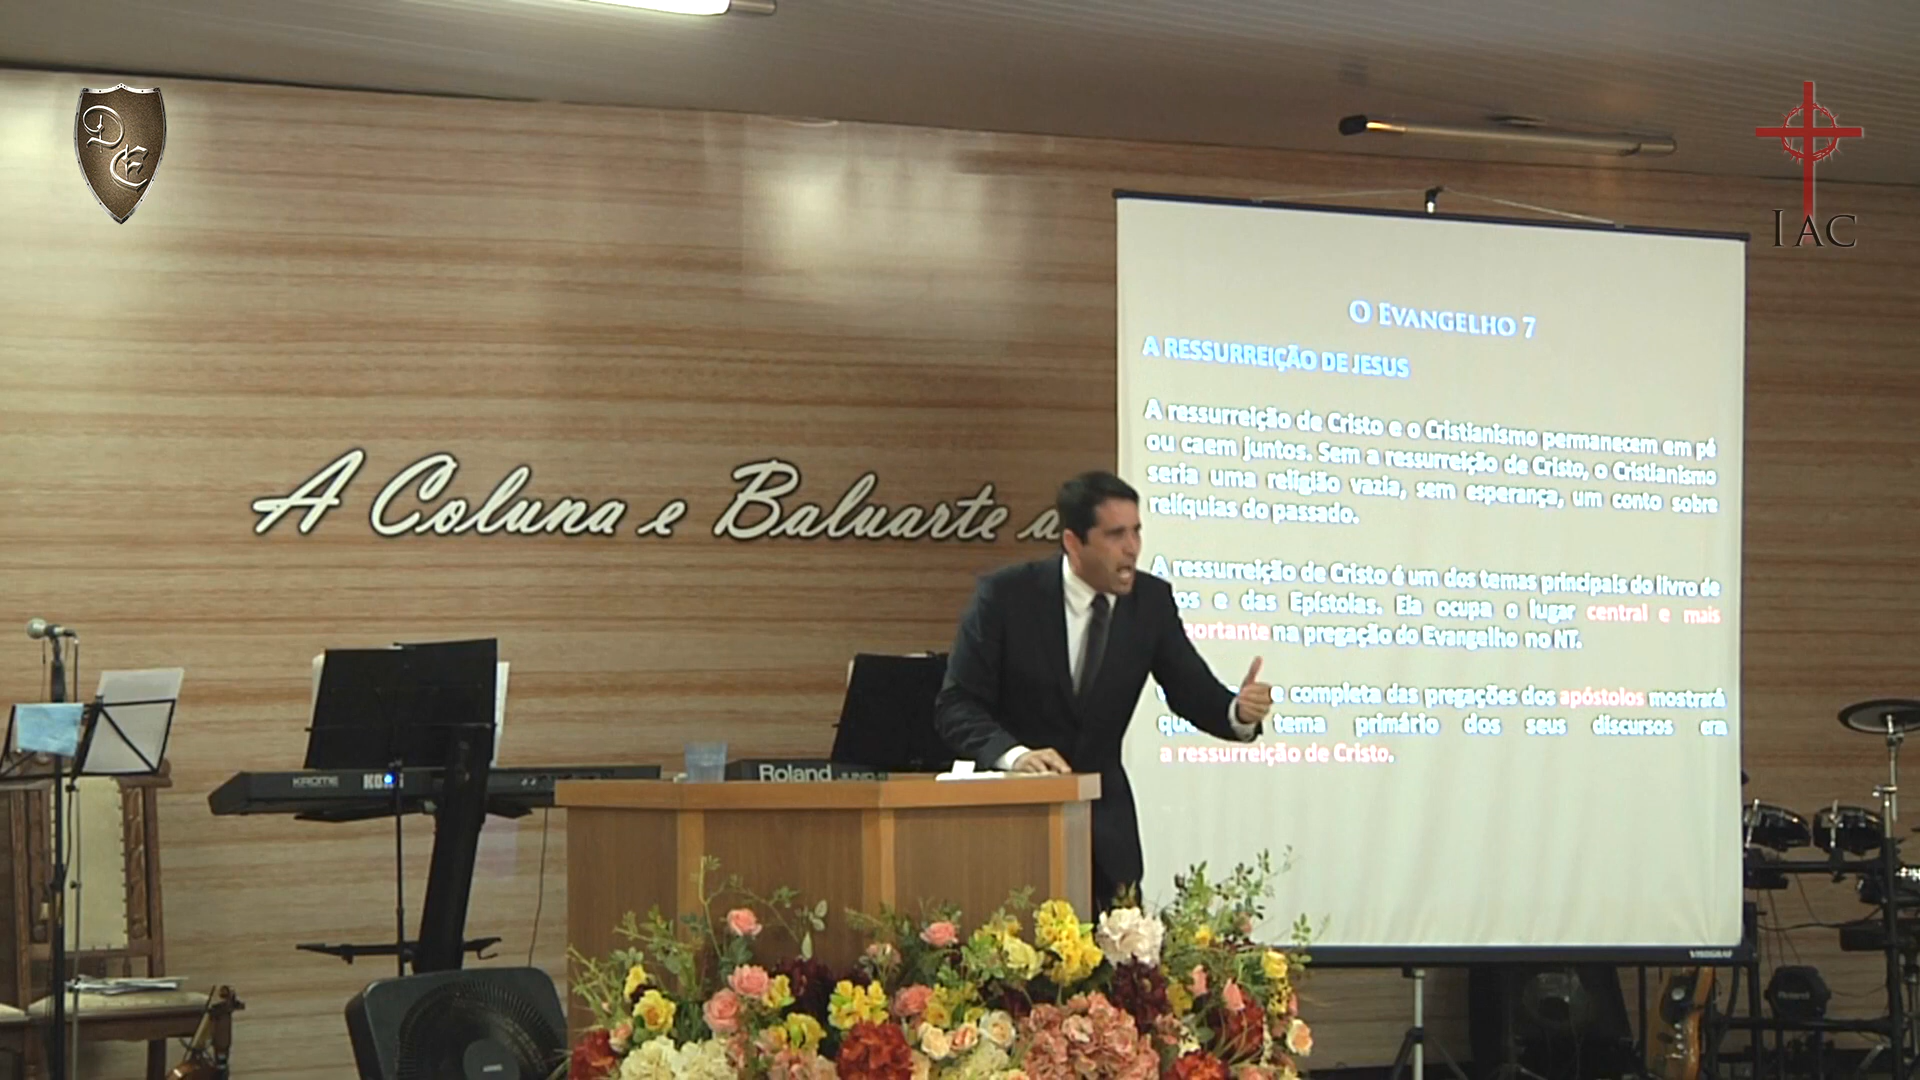 DE
IAC
O EVANGELHO 7
A RESSURREIÇÃO DE JESUS
A ressurreição de Cristo e o Cristianismo permanecem em pé
ou caem juntos. Sem a ressurreição de Cristo, o Cristianismo
seria uma religião vazia, sem esperança, um conto sobre
relíquias do passado.
A ressurreição de Cristo é um dos temas principais do livro de
e das Epístolas. Ela ocupa o lugar central e mais
na pregação do Evangelho no NT.
e completa das pregações dos apóstolos mostrará
tema primário dos seus discursos era
a ressurreição de Cristo.
A Coluna e Baluarte
KROME
Roland
Roland